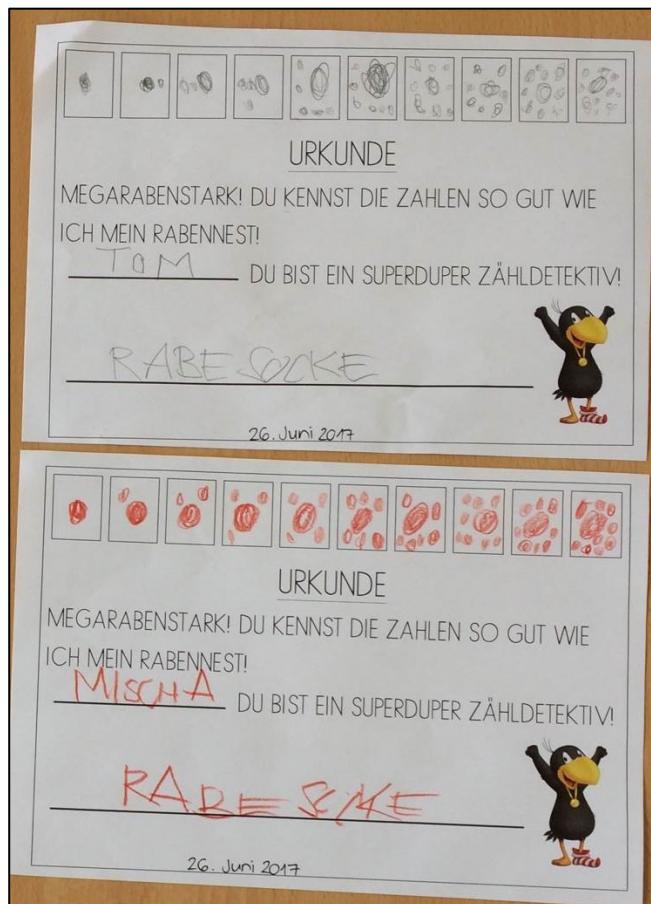 URKUNDE
MEGARABENSTARK! DU KENNST DIE ZAHLEN SO GUT WIE
ICH MEIN RABENNEST!
TOM DU BIST EIN SUPERDUPER ZÄHLDETEKTIV!
RABE SOCKE
26. Juni 2017
URKUNDE
MEGARABENSTARK! DU KENNST DIE ZAHLEN SO GUT WIE
ICH MEIN RABENNEST!
MISCHA DU BIST EIN SUPERDUPER ZÄHLDETEKTIV!
RABE SOCKE
26. Juni 2017